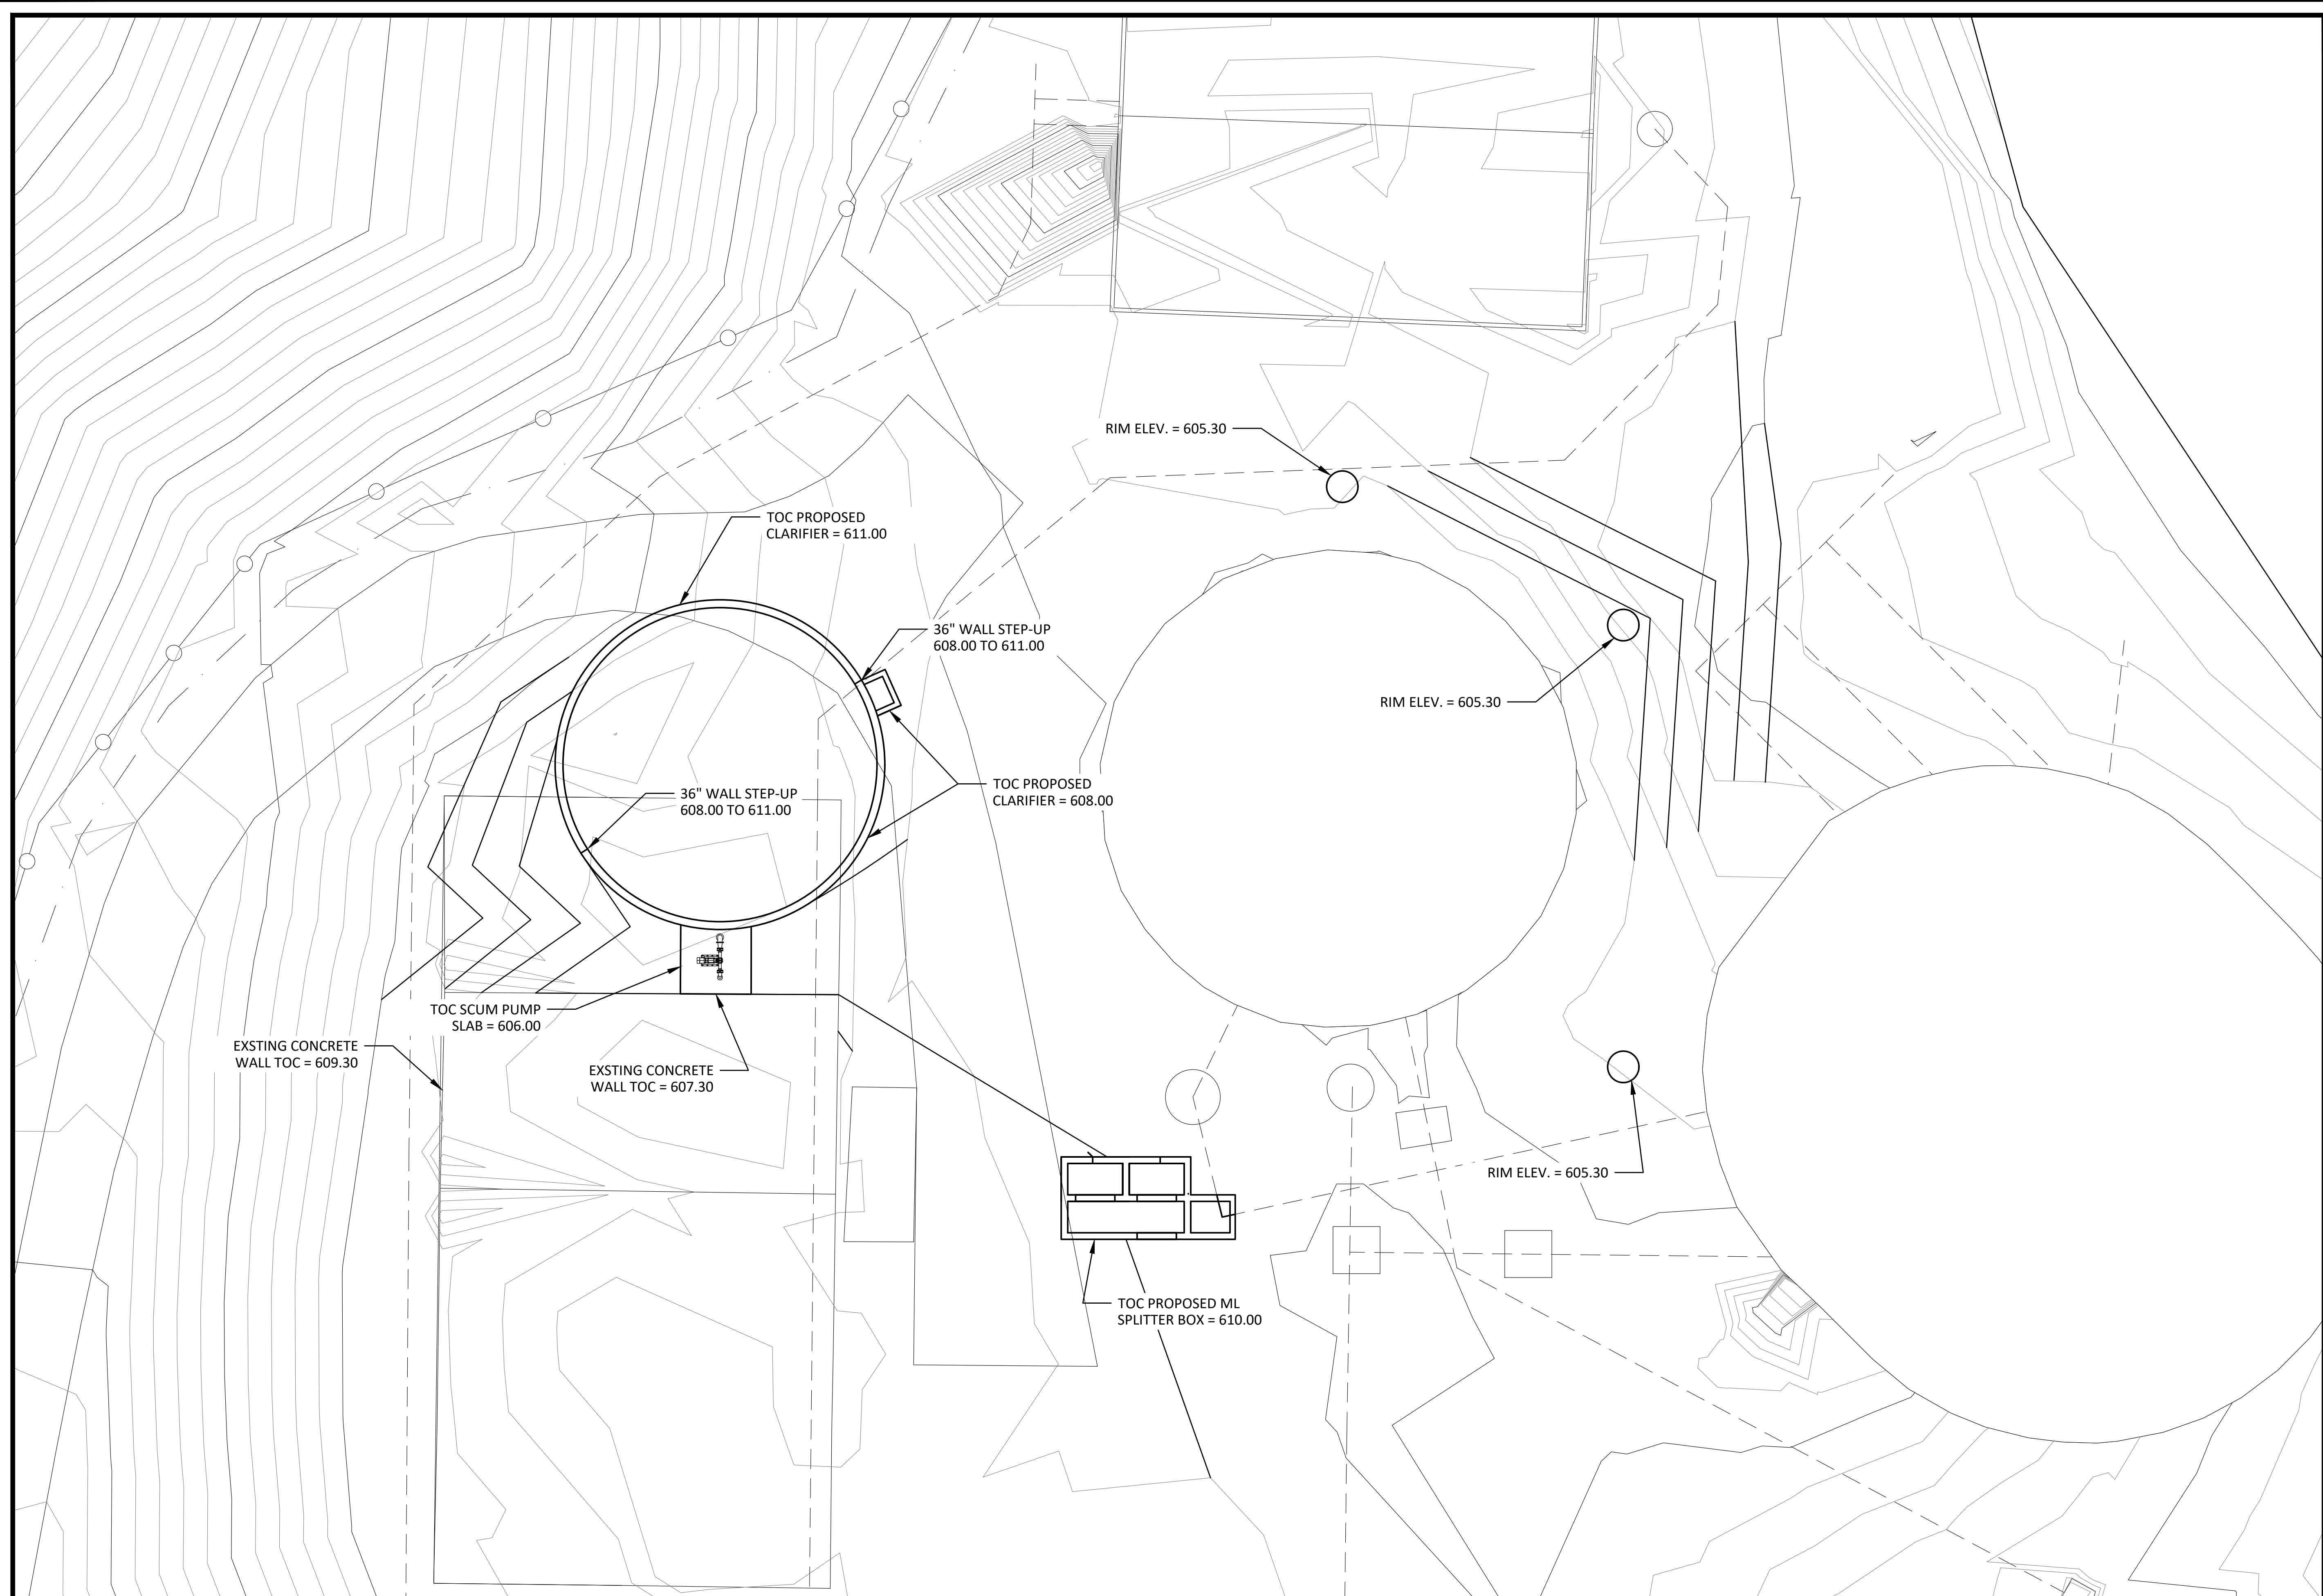 RIM ELEV. = 605.30
TOC PROPOSED
CLARIFIER = 611.00
36" WALL STEP-UP
608.00 TO 611.00
RIM ELEV. = 605.30
TOC PROPOSED
CLARIFIER = 608.00
36" WALL STEP-UP
608.00 TO 611.00
TOC SCUM PUMP
SLAB = 606.00
EXSTING CONCRETE
WALL TOC = 609.30
EXSTING CONCRETE
WALL TOC = 607.30
RIM ELEV. = 605.30
TOC PROPOSED ML
SPLITTER BOX = 610.00